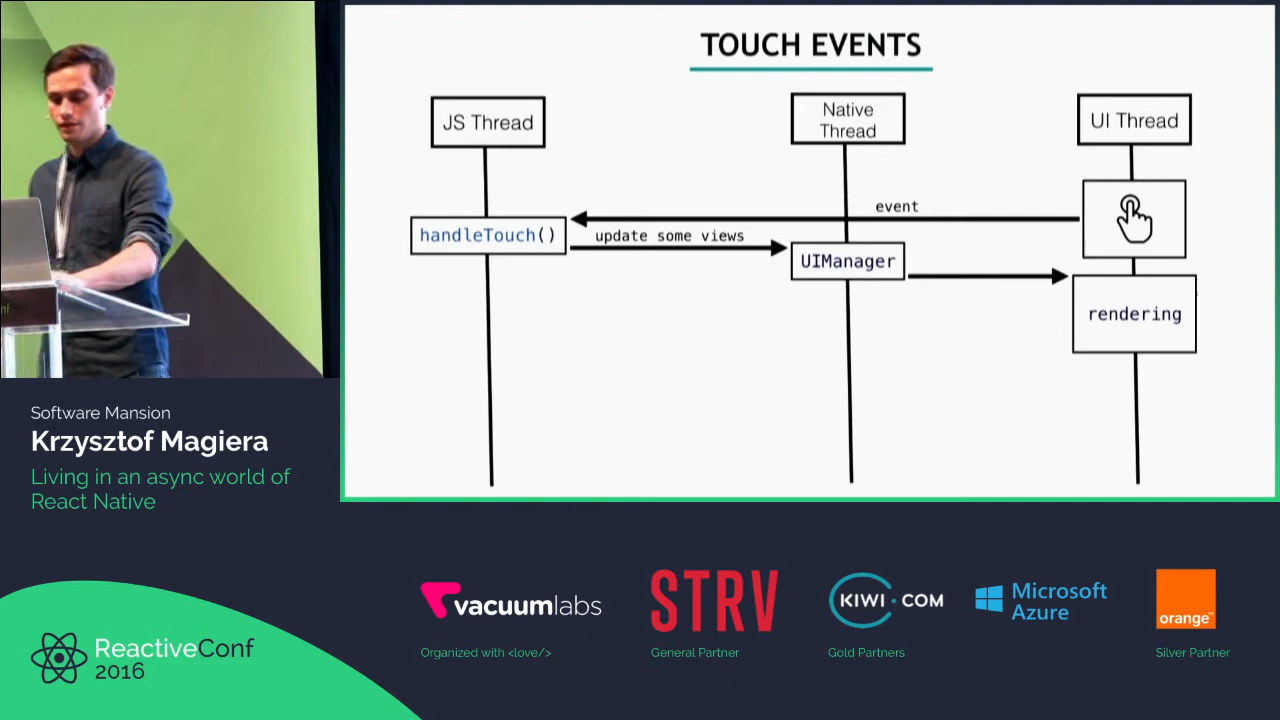 TOUCH EVENTS
JS Thread
Native
Thread
UI Thread
event
handleTouch()
update some views
UIManager
rendering
nf
Software Mansion
Krzysztof Magiera
Living in an async world of
React Native
ReactiveConf
2016
vacuumlabs
Organized with <love/>
STRV
General Partner
KIWI.COM
Gold Partners
Microsoft
Azure
orange™
Silver Partner